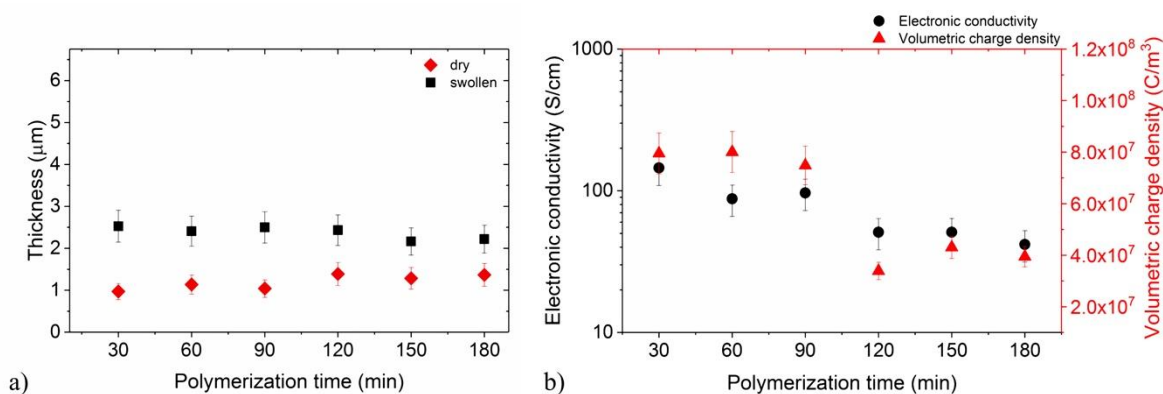 6
5
4
3
2
1
0
Thickness (μm)
dry
swollen
30 60 90 120 150 180
Polymerization time (min)
a)
Electronic conductivity
Volumetric charge density
1000
100
10
Electronic conductivity (S/cm)
1.2x10⁸
1.0x10⁸
8.0x10⁷
6.0x10⁷
4.0x10⁷
2.0x10⁷
Volumetric charge density (C/m³)
30 60 90 120 150 180
Polymerization time (min)
b)